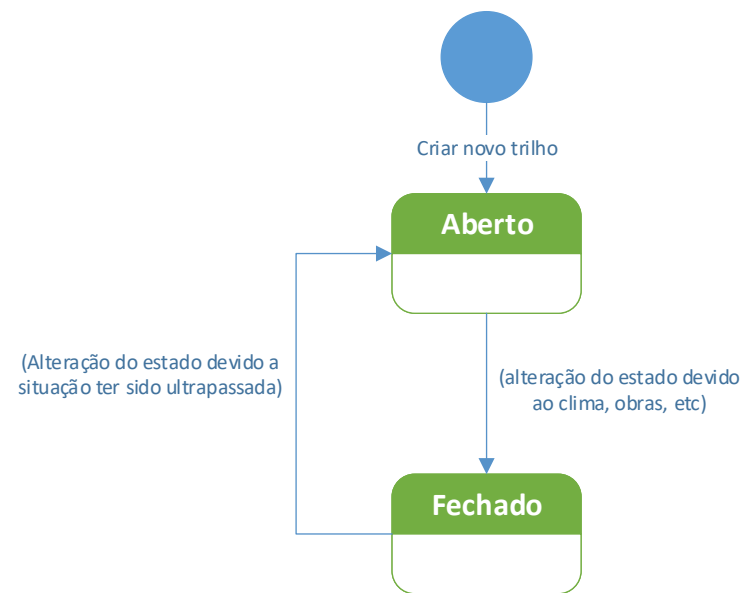 Criar novo trilho
Aberto
(Alteração do estado devido a
situação ter sido ultrapassada)
(alteração do estado devido
ao clima, obras, etc)
Fechado